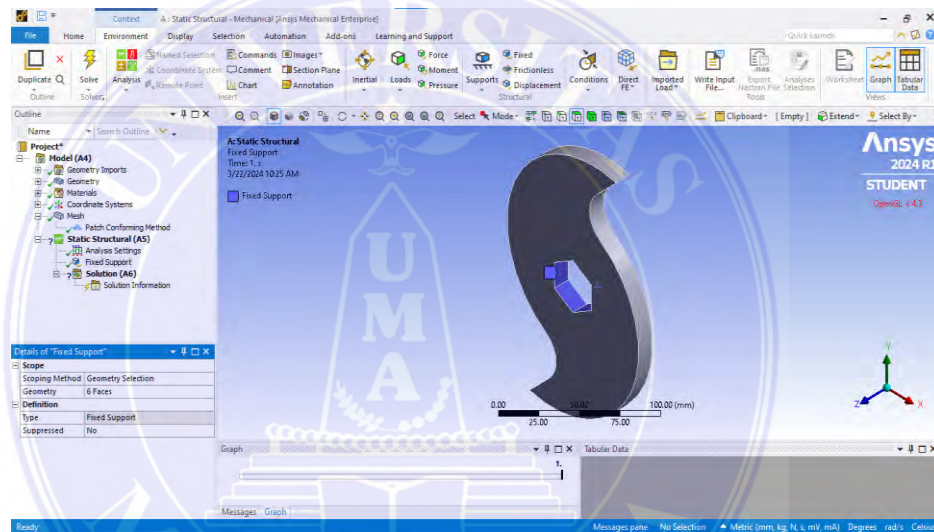 Context A : Static Structural - Mechanical [Ansys Mechanical Enterprise]
File Home Environment Display Selection Automation Add-ons Learning and Support Quick Launch
Duplicate Q Solve Analysis Named Selection Coordinate System Remote Point Commands Comment Chart Images Section Plane Annotation Inertial Loads Force Moment Pressure Supports Fixed Frictionless Displacement Conditions Direct FE Imported Load Write Input File... Export Nastran File Analyses Selection Worksheet Graph Tabular Data
Outline Solver Insert Structural Tools Views
Outline
Name Search Outline
Select Mode Clipboard [Empty] Extend Select By
Project*
Model (A4)
Geometry Imports
Geometry
Materials
Coordinate Systems
Mesh
Patch Conforming Method
Static Structural (A5)
Analysis Settings
Fixed Support
Solution (A6)
Solution Information
A: Static Structural
Fixed Support
Time: 1. s
3/22/2024 10:25 AM
Fixed Support
Ansys
2024 R1
STUDENT
OpenGL < 4.3
UMA
Y
Z X
0.00 50.00 100.00 (mm)
25.00 75.00
Details of "Fixed Support"
Scope
Scoping Method Geometry Selection
Geometry 6 Faces
Definition
Type Fixed Support
Suppressed No
Graph
1.
Tabular Data
Messages Graph
Ready Messages pane No Selection Metric (mm, kg, N, s, mV, mA) Degrees rad/s Celsiu